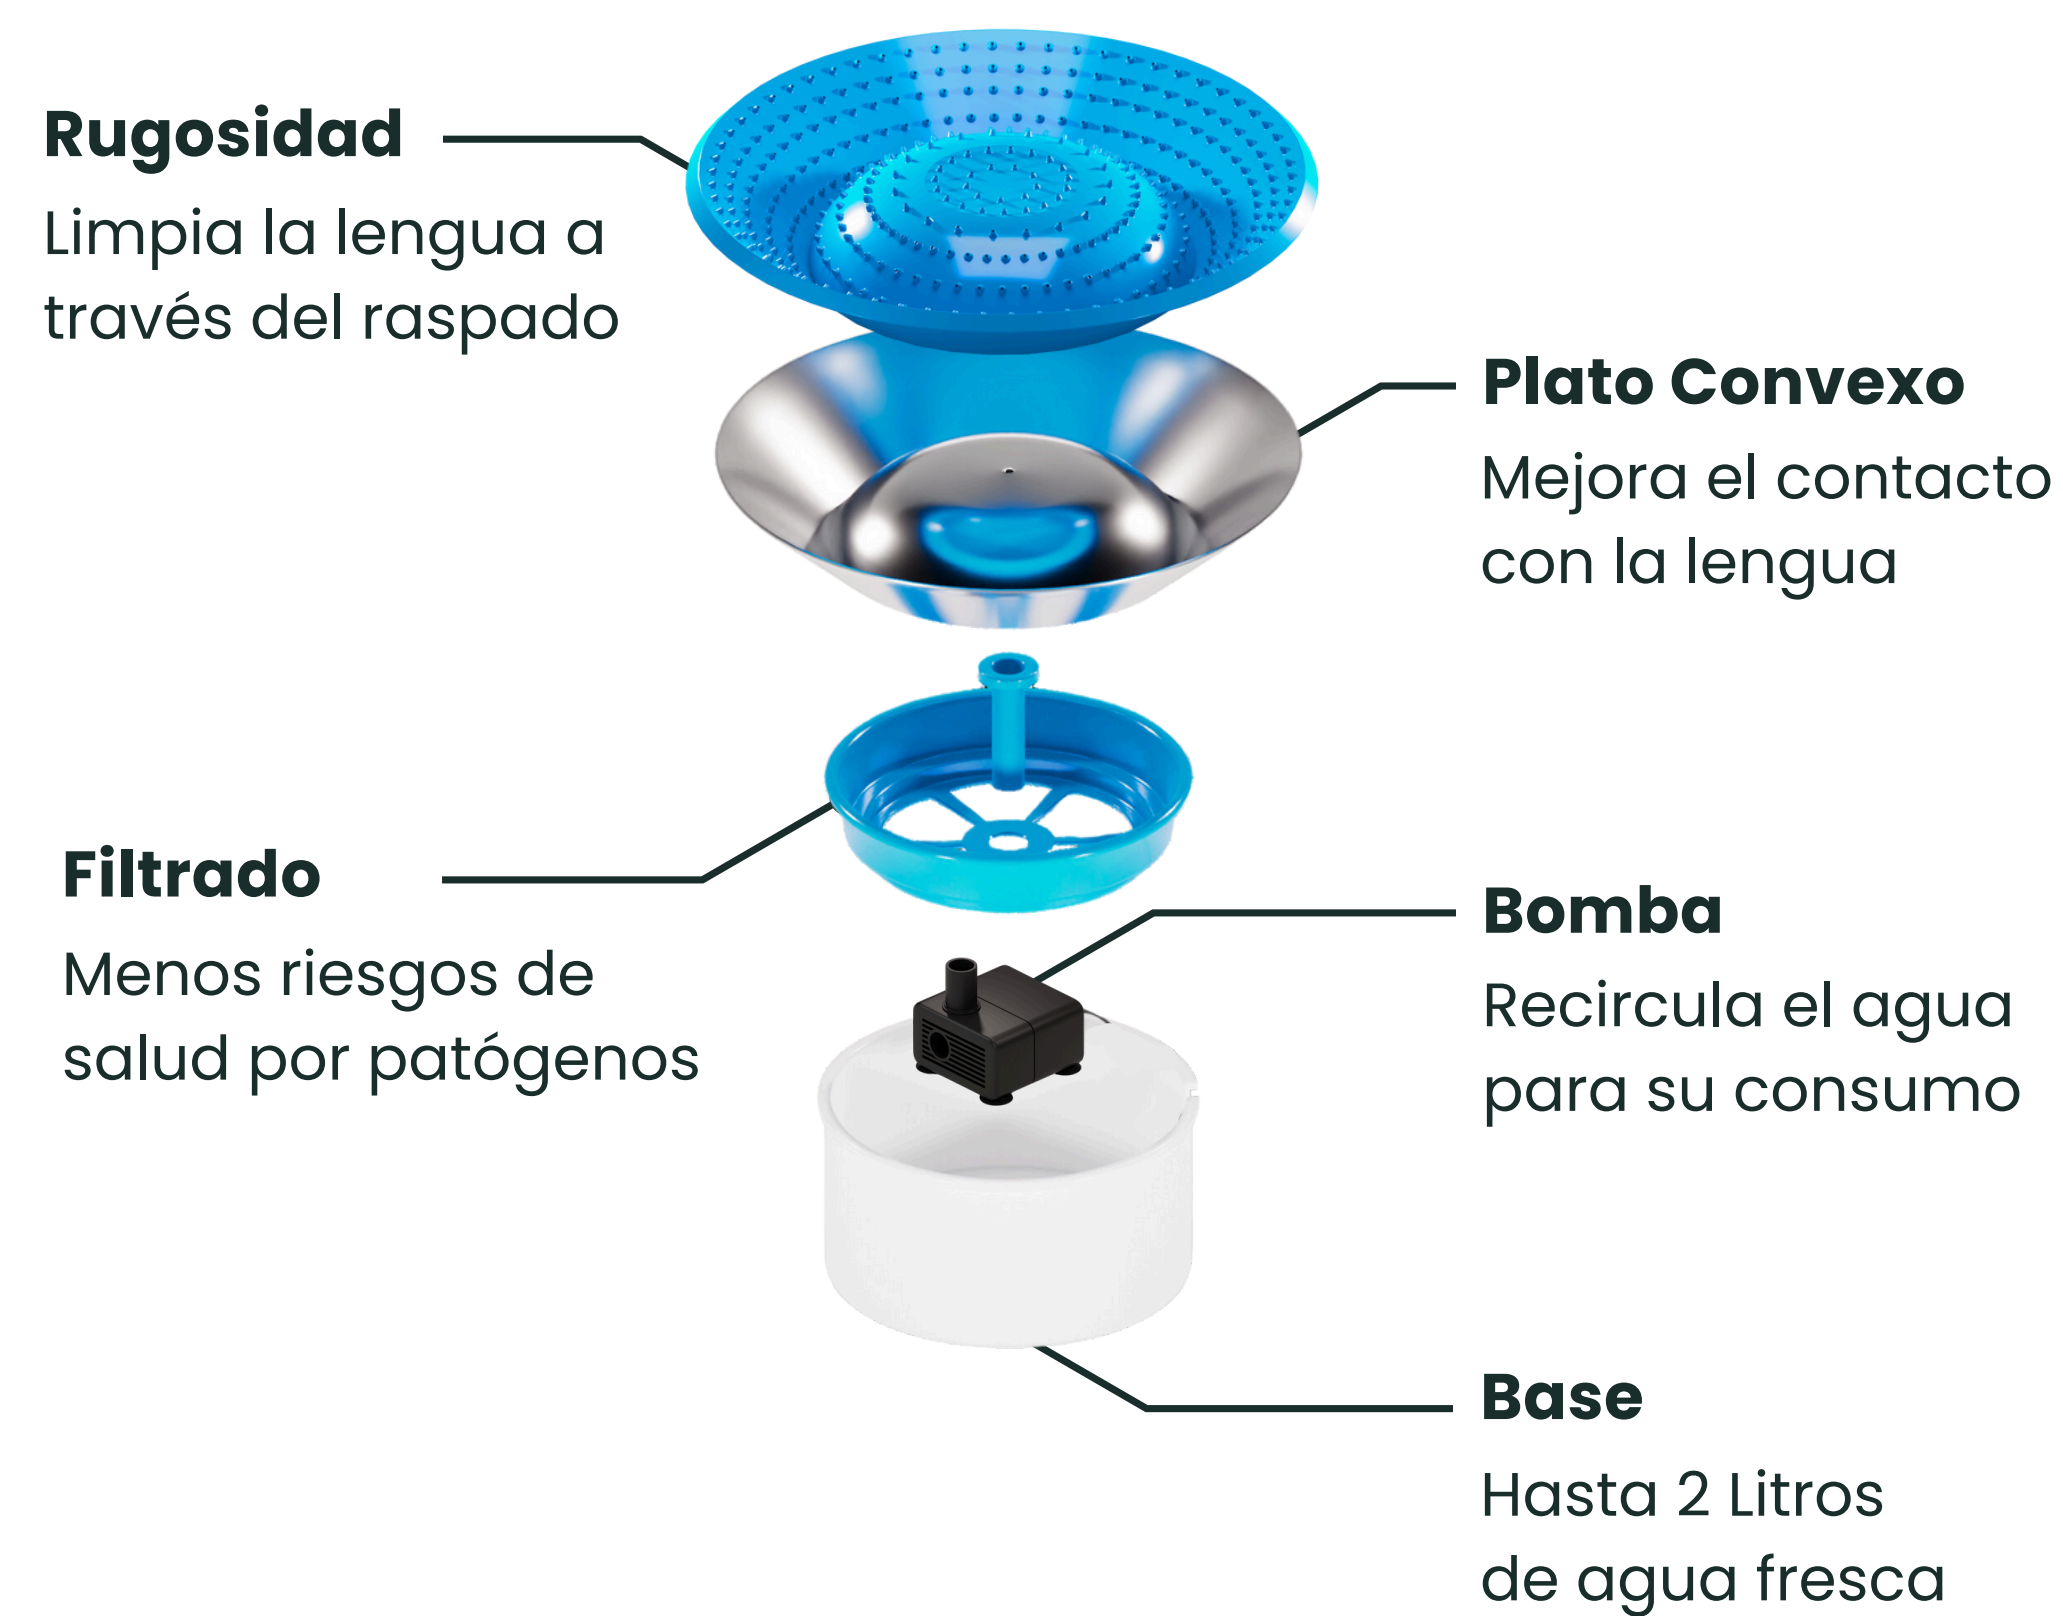 Rugosidad
Limpia la lengua a
través del raspado
Plato Convexo
Mejora el contacto
con la lengua
Filtrado
Menos riesgos de
salud por patógenos
Bomba
Recircula el agua
para su consumo
Base
Hasta 2 Litros
de agua fresca